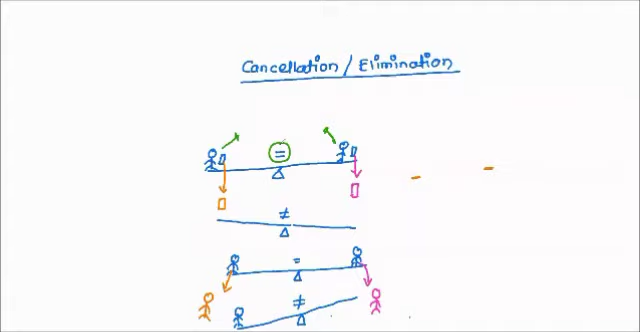 Cancellation / Elimination
=
≠
=
≠